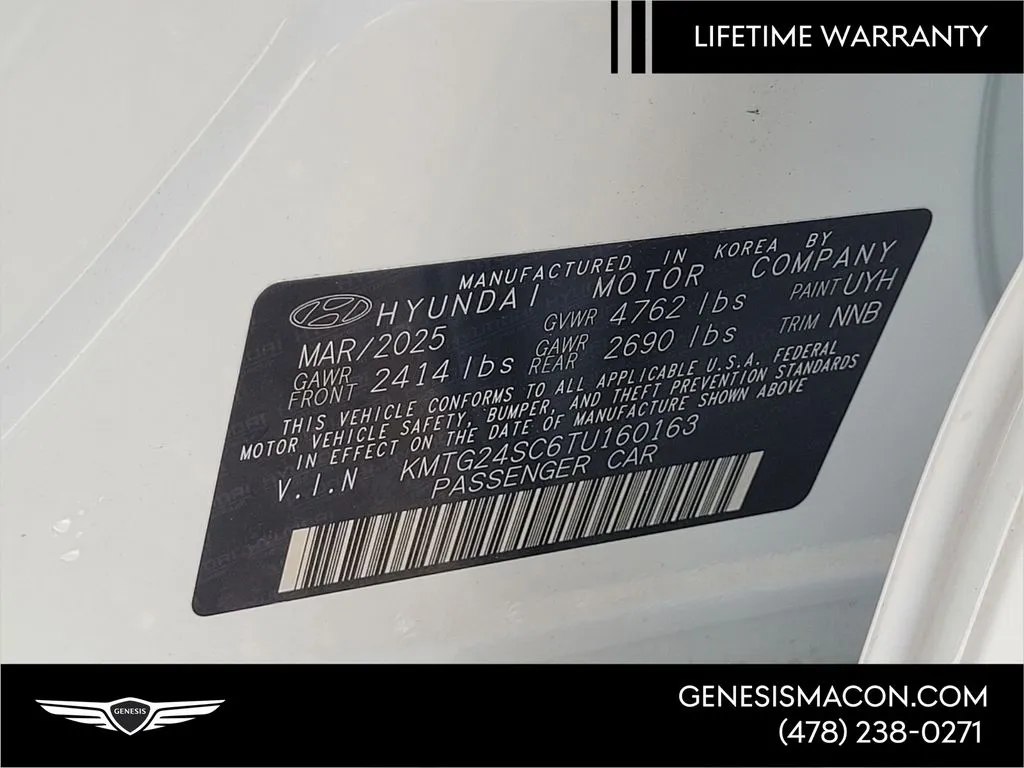 LIFETIME WARRANTY
MANUFACTURED IN KOREA BY
HYUNDAI MOTOR COMPANY
MAR/2025 GVWR 4762 lbs PAINT UYH
GAWR FRONT 2414 lbs GAWR REAR 2690 lbs TRIM NNB
THIS VEHICLE CONFORMS TO ALL APPLICABLE U.S.A. FEDERAL
MOTOR VEHICLE SAFETY, BUMPER, AND THEFT PREVENTION STANDARDS
IN EFFECT ON THE DATE OF MANUFACTURE SHOWN ABOVE
V.I.N KMTG24SC6TU160163
PASSENGER CAR
GENESIS
GENESISMACON.COM
(478) 238-0271